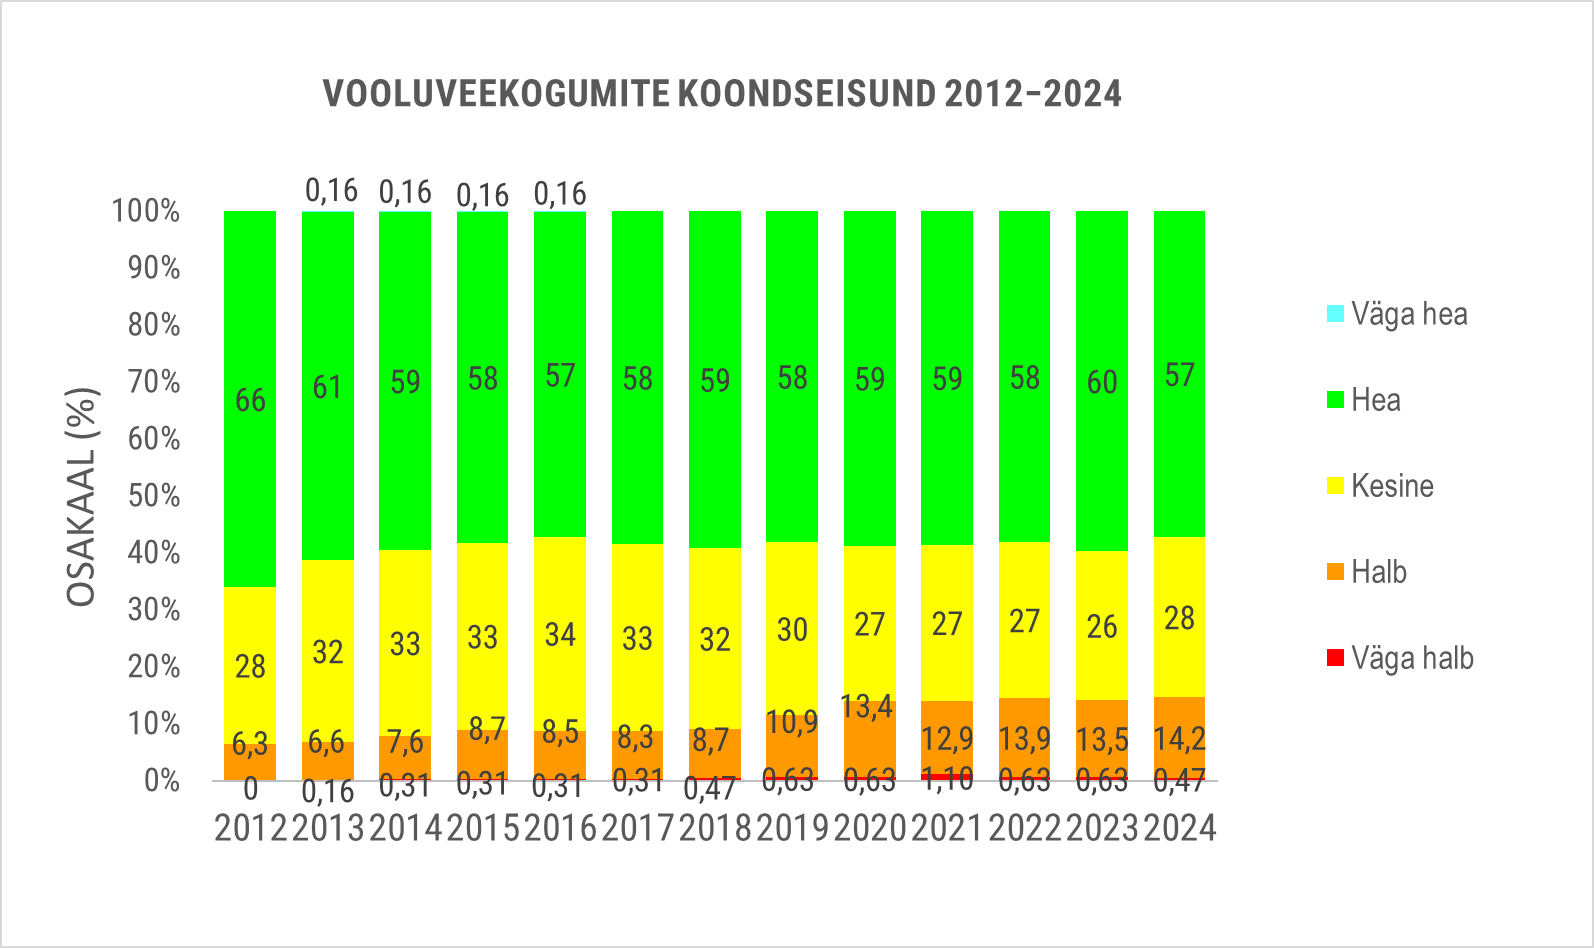 VOOLUVEEKOGUMITE KOONDSEISUND 2012–2024
0,16 0,16 0,16 0,16
100%
90%
80%
70%
60%
50%
40%
30%
20%
10%
0%
OSAKAAL (%)
66 61 59 58 57 58 59 58 59 59 58 60 57
28 32 33 33 34 33 32 30 27 27 27 26 28
6,3 6,6 7,6 8,7 8,5 8,3 8,7 10,9 13,4 12,9 13,9 13,5 14,2
0 0,16 0,31 0,31 0,31 0,31 0,47 0,63 0,63 1,10 0,63 0,63 0,47
2012 2013 2014 2015 2016 2017 2018 2019 2020 2021 2022 2023 2024
Väga hea
Hea
Kesine
Halb
Väga halb